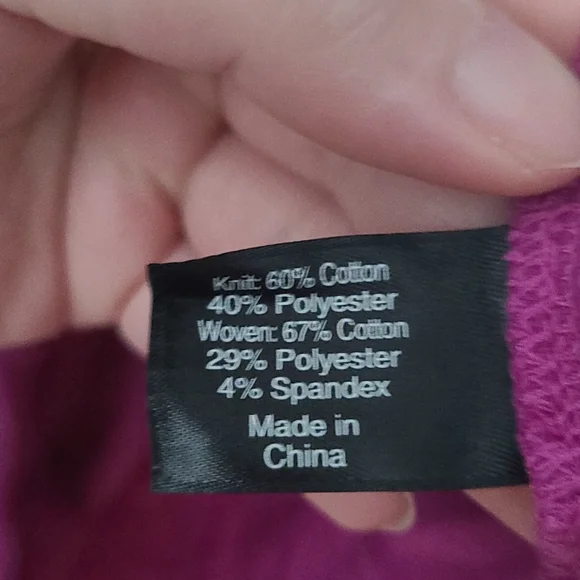 Knit: 60% Cotton
40% Polyester
Woven: 67% Cotton
29% Polyester
4% Spandex
Made in
China